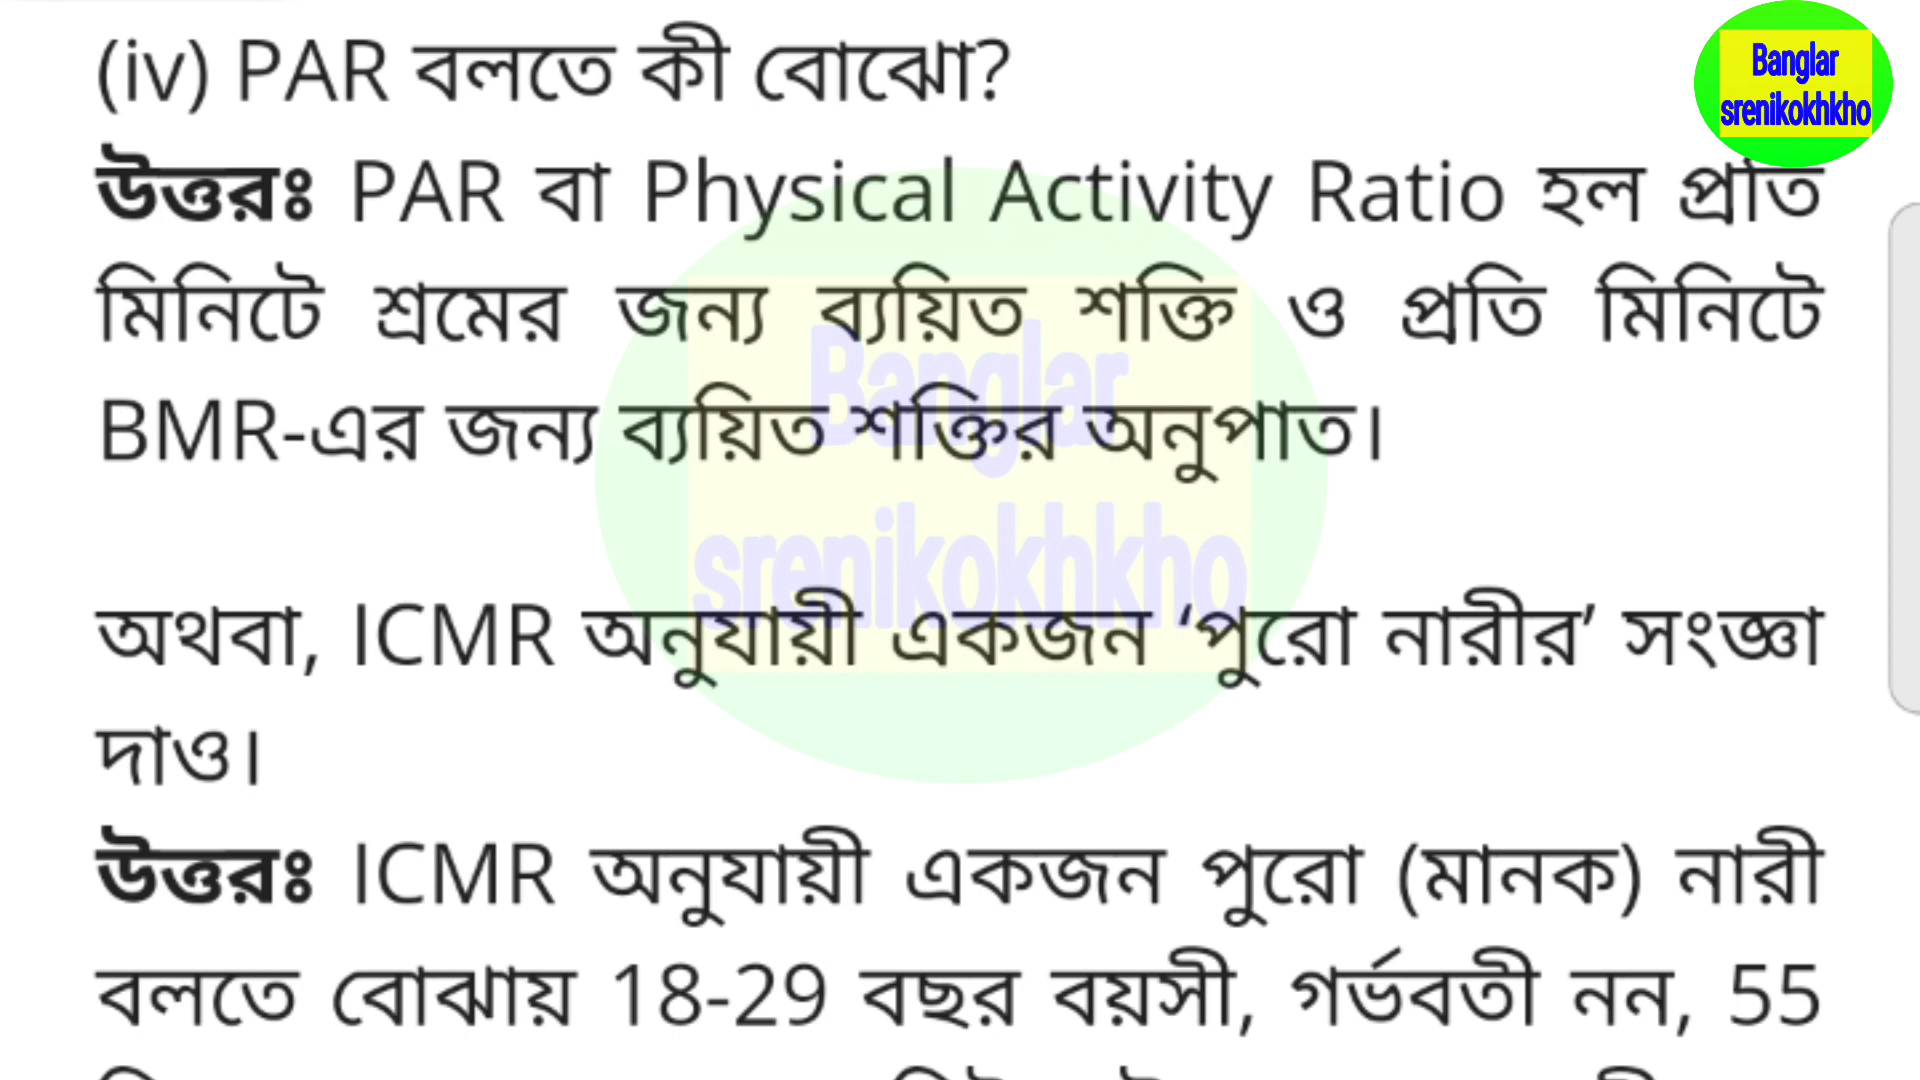 (iv) PAR বলতে কী বোঝো?
Banglar
srenikokhkho
উত্তরঃ PAR বা Physical Activity Ratio হল প্রতি
মিনিটে শ্রমের জন্য ব্যয়িত শক্তি ও প্রতি মিনিটে
BMR-এর জন্য ব্যয়িত শক্তির অনুপাত।
Banglar
srenikokhkho
অথবা, ICMR অনুযায়ী একজন ‘পুরো নারীর’ সংজ্ঞা
দাও।
উত্তরঃ ICMR অনুযায়ী একজন পুরো (মানক) নারী
বলতে বোঝায় 18-29 বছর বয়সী, গর্ভবতী নন, 55